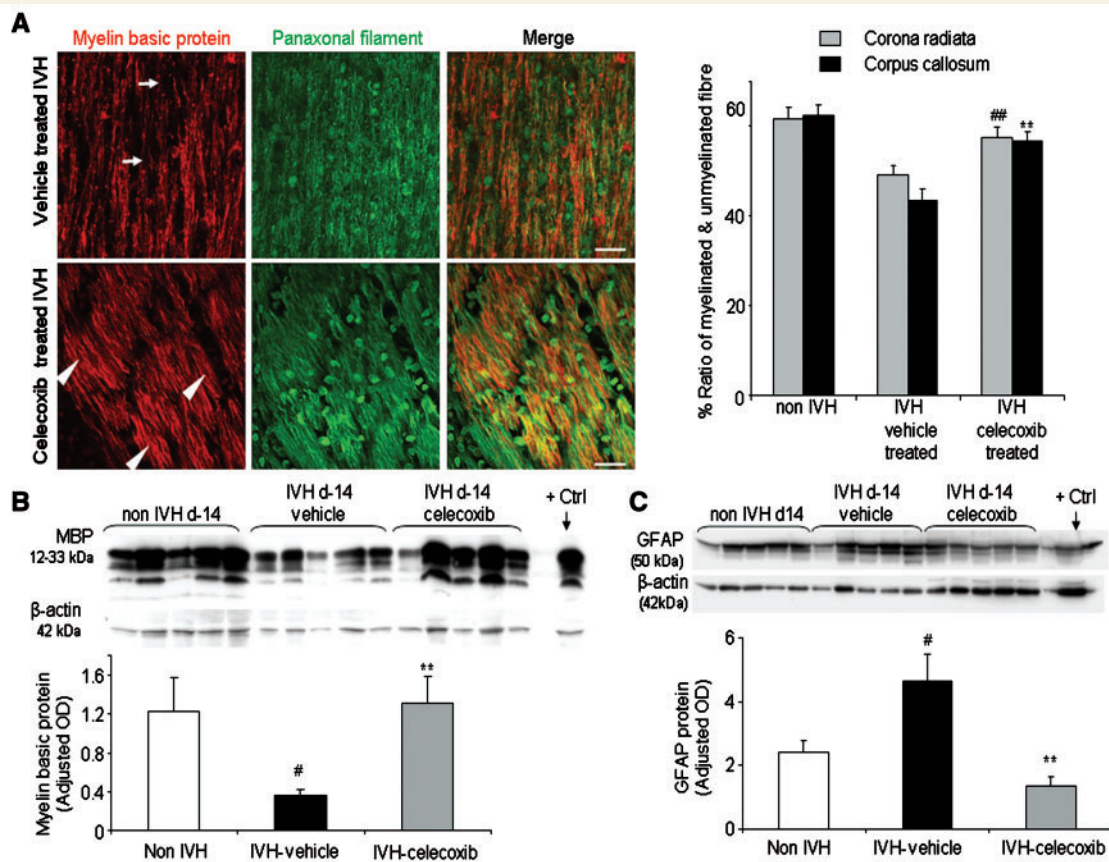 A
Myelin basic protein
Panaxonal filament
Merge
Vehicle treated IVH
Celecoxib treated IVH
Corona radiata
Corpus callosum
% Ratio of myelinated & unmyelinated fibre
60
40
20
0
##
**
non IVH
IVH
vehicle
treated
IVH
celecoxib
treated
B
non IVH d-14
IVH d-14
vehicle
IVH d-14
celecoxib
+ Ctrl
MBP
12-33 kDa
β-actin
42 kDa
Myelin basic protein
(Adjusted OD)
1.6
1.2
0.8
0.4
0
#
**
Non IVH
IVH-vehicle
IVH-celecoxib
C
non IVH d14
IVH d-14
vehicle
IVH d-14
celecoxib
+ Ctrl
GFAP
(50 kDa)
β-actin
(42kDa)
GFAP protein
(Adjusted OD)
6
4
2
0
#
**
Non IVH
IVH-vehicle
IVH-celecoxib